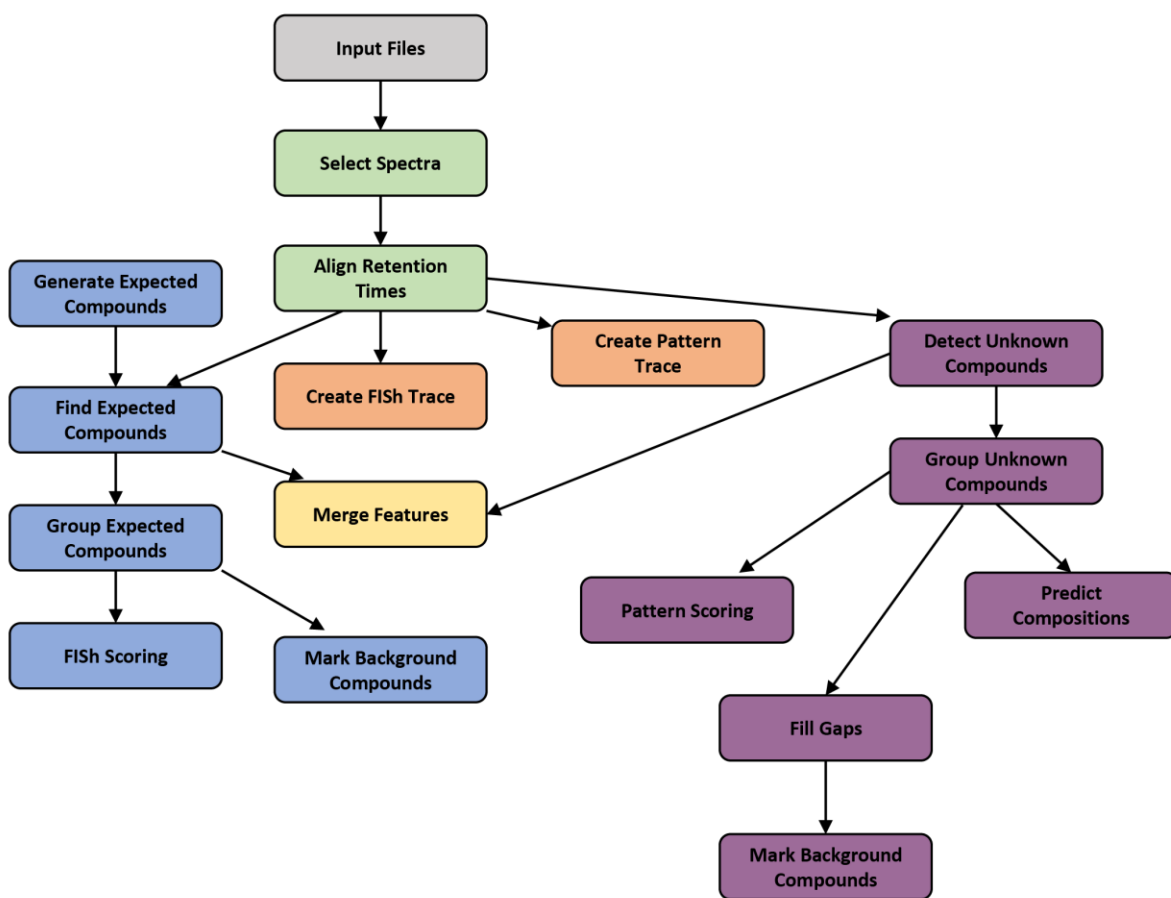 Input Files
Select Spectra
Align Retention
Times
Generate Expected
Compounds
Create Pattern
Trace
Detect Unknown
Compounds
Create FISh Trace
Find Expected
Compounds
Group Unknown
Compounds
Merge Features
Group Expected
Compounds
Pattern Scoring
Predict
Compositions
FISh Scoring
Mark Background
Compounds
Fill Gaps
Mark Background
Compounds